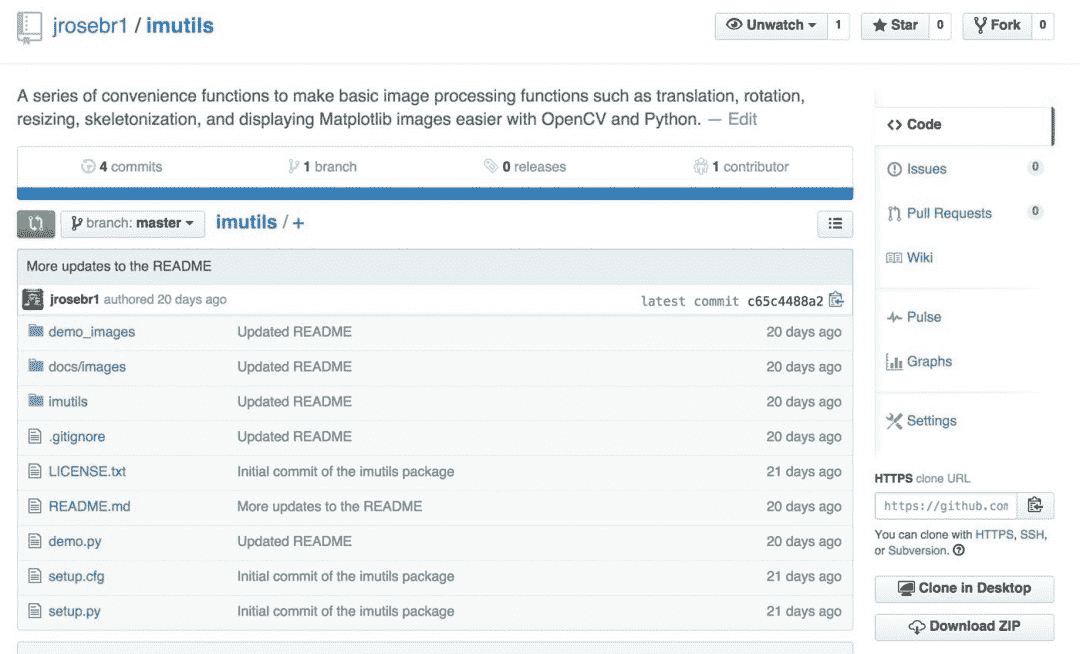 jrosebr1 / imutils
Unwatch 1 Star 0 Fork 0
A series of convenience functions to make basic image processing functions such as translation, rotation,
resizing, skeletonization, and displaying Matplotlib images easier with OpenCV and Python. — Edit
4 commits 1 branch 0 releases 1 contributor
branch: master imutils / +
More updates to the README
jrosebr1 authored 20 days ago latest commit c65c4488a2
demo_images Updated README 20 days ago
docs/images Updated README 20 days ago
imutils Updated README 20 days ago
.gitignore Updated README 20 days ago
LICENSE.txt Initial commit of the imutils package 21 days ago
README.md More updates to the README 20 days ago
demo.py Updated README 20 days ago
setup.cfg Initial commit of the imutils package 21 days ago
setup.py Initial commit of the imutils package 21 days ago
<> Code
Issues 0
Pull Requests 0
Wiki
Pulse
Graphs
Settings
HTTPS clone URL
https://github.com
You can clone with HTTPS, SSH,
or Subversion.
Clone in Desktop
Download ZIP